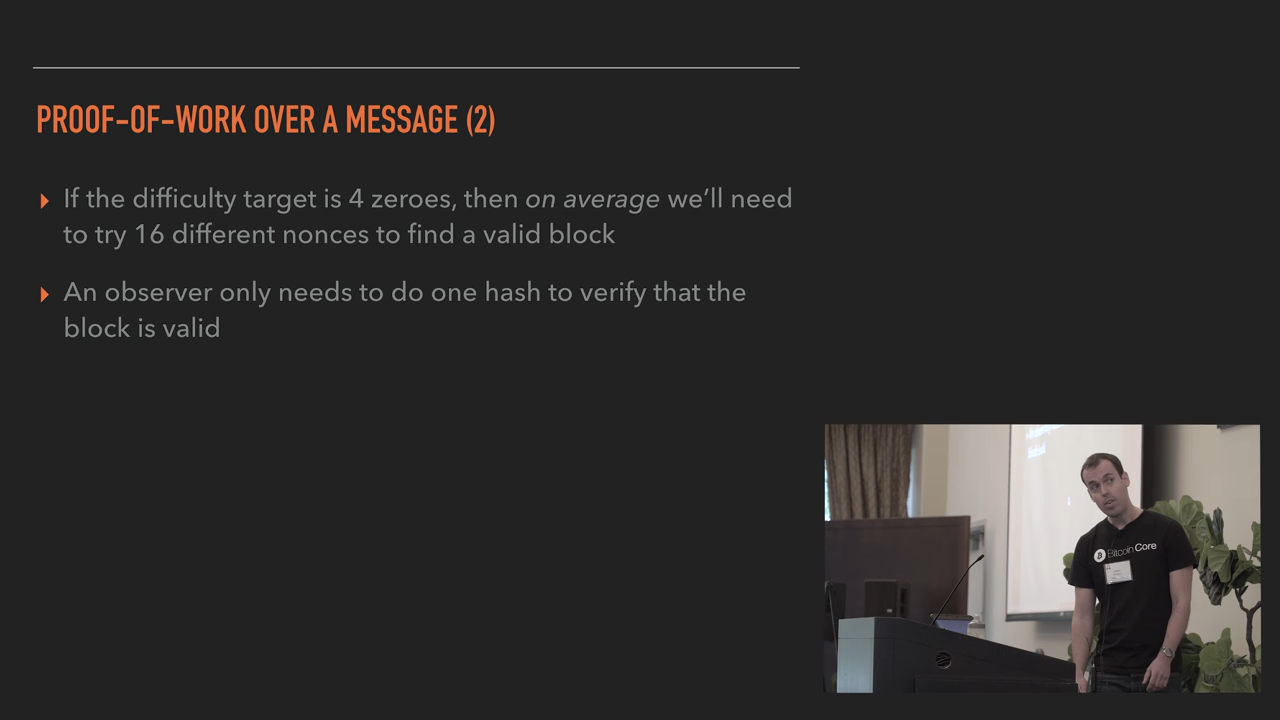 PROOF-OF-WORK OVER A MESSAGE (2)
If the difficulty target is 4 zeroes, then on average we'll need
to try 16 different nonces to find a valid block
An observer only needs to do one hash to verify that the
block is valid
Bitcoin Core